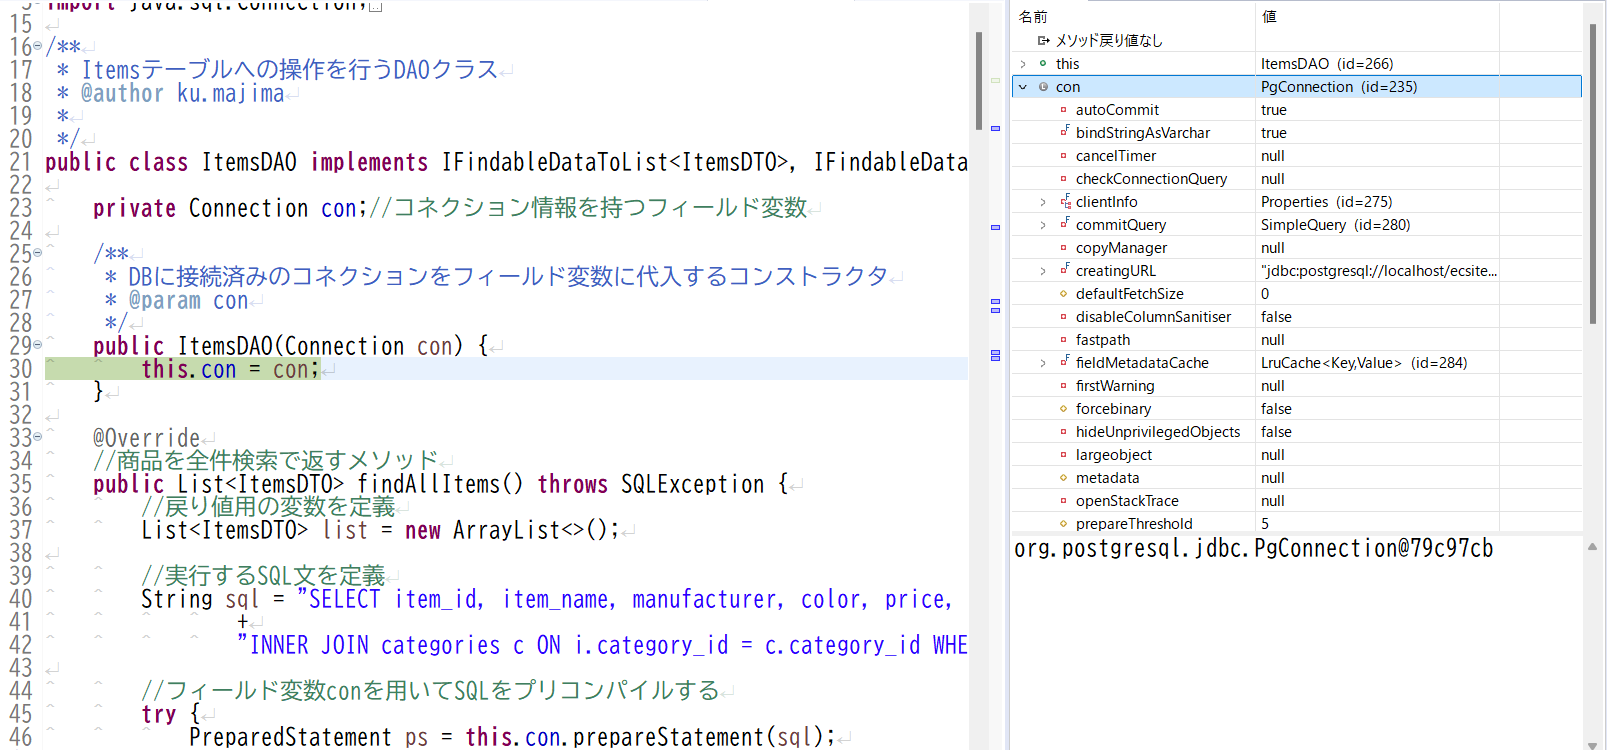 import java.sql.Connection;
15
16 /**
17  * Itemsテーブルへの操作を行うDAOクラス
18  * @author ku.majima
19  *
20  */
21 public class ItemsDAO implements IFindableDataToList<ItemsDTO>, IFindableData
22
23     private Connection con;//コネクション情報を持つフィールド変数
24
25     /**
26      * DBに接続済みのコネクションをフィールド変数に代入するコンストラクタ
27      * @param con
28      */
29     public ItemsDAO(Connection con) {
30         this.con = con;
31     }
32
33     @Override
34     //商品を全件検索で返すメソッド
35     public List<ItemsDTO> findAllItems() throws SQLException {
36         //戻り値用の変数を定義
37         List<ItemsDTO> list = new ArrayList<>();
38
39         //実行するSQL文を定義
40         String sql = "SELECT item_id, item_name, manufacturer, color, price,
41                 +
42                 "INNER JOIN categories c ON i.category_id = c.category_id WHE
43
44         //フィールド変数conを用いてSQLをプリコンパイルする
45         try {
46             PreparedStatement ps = this.con.prepareStatement(sql);
名前 値
メソッド戻り値なし
this ItemsDAO (id=266)
con PgConnection (id=235)
autoCommit true
bindStringAsVarchar true
cancelTimer null
checkConnectionQuery null
clientInfo Properties (id=275)
commitQuery SimpleQuery (id=280)
copyManager null
creatingURL "jdbc:postgresql://localhost/ecsite...
defaultFetchSize 0
disableColumnSanitiser false
fastpath null
fieldMetadataCache LruCache<Key,Value> (id=284)
firstWarning null
forcebinary false
hideUnprivilegedObjects false
largeobject null
metadata null
openStackTrace null
prepareThreshold 5
org.postgresql.jdbc.PgConnection@79c97cb